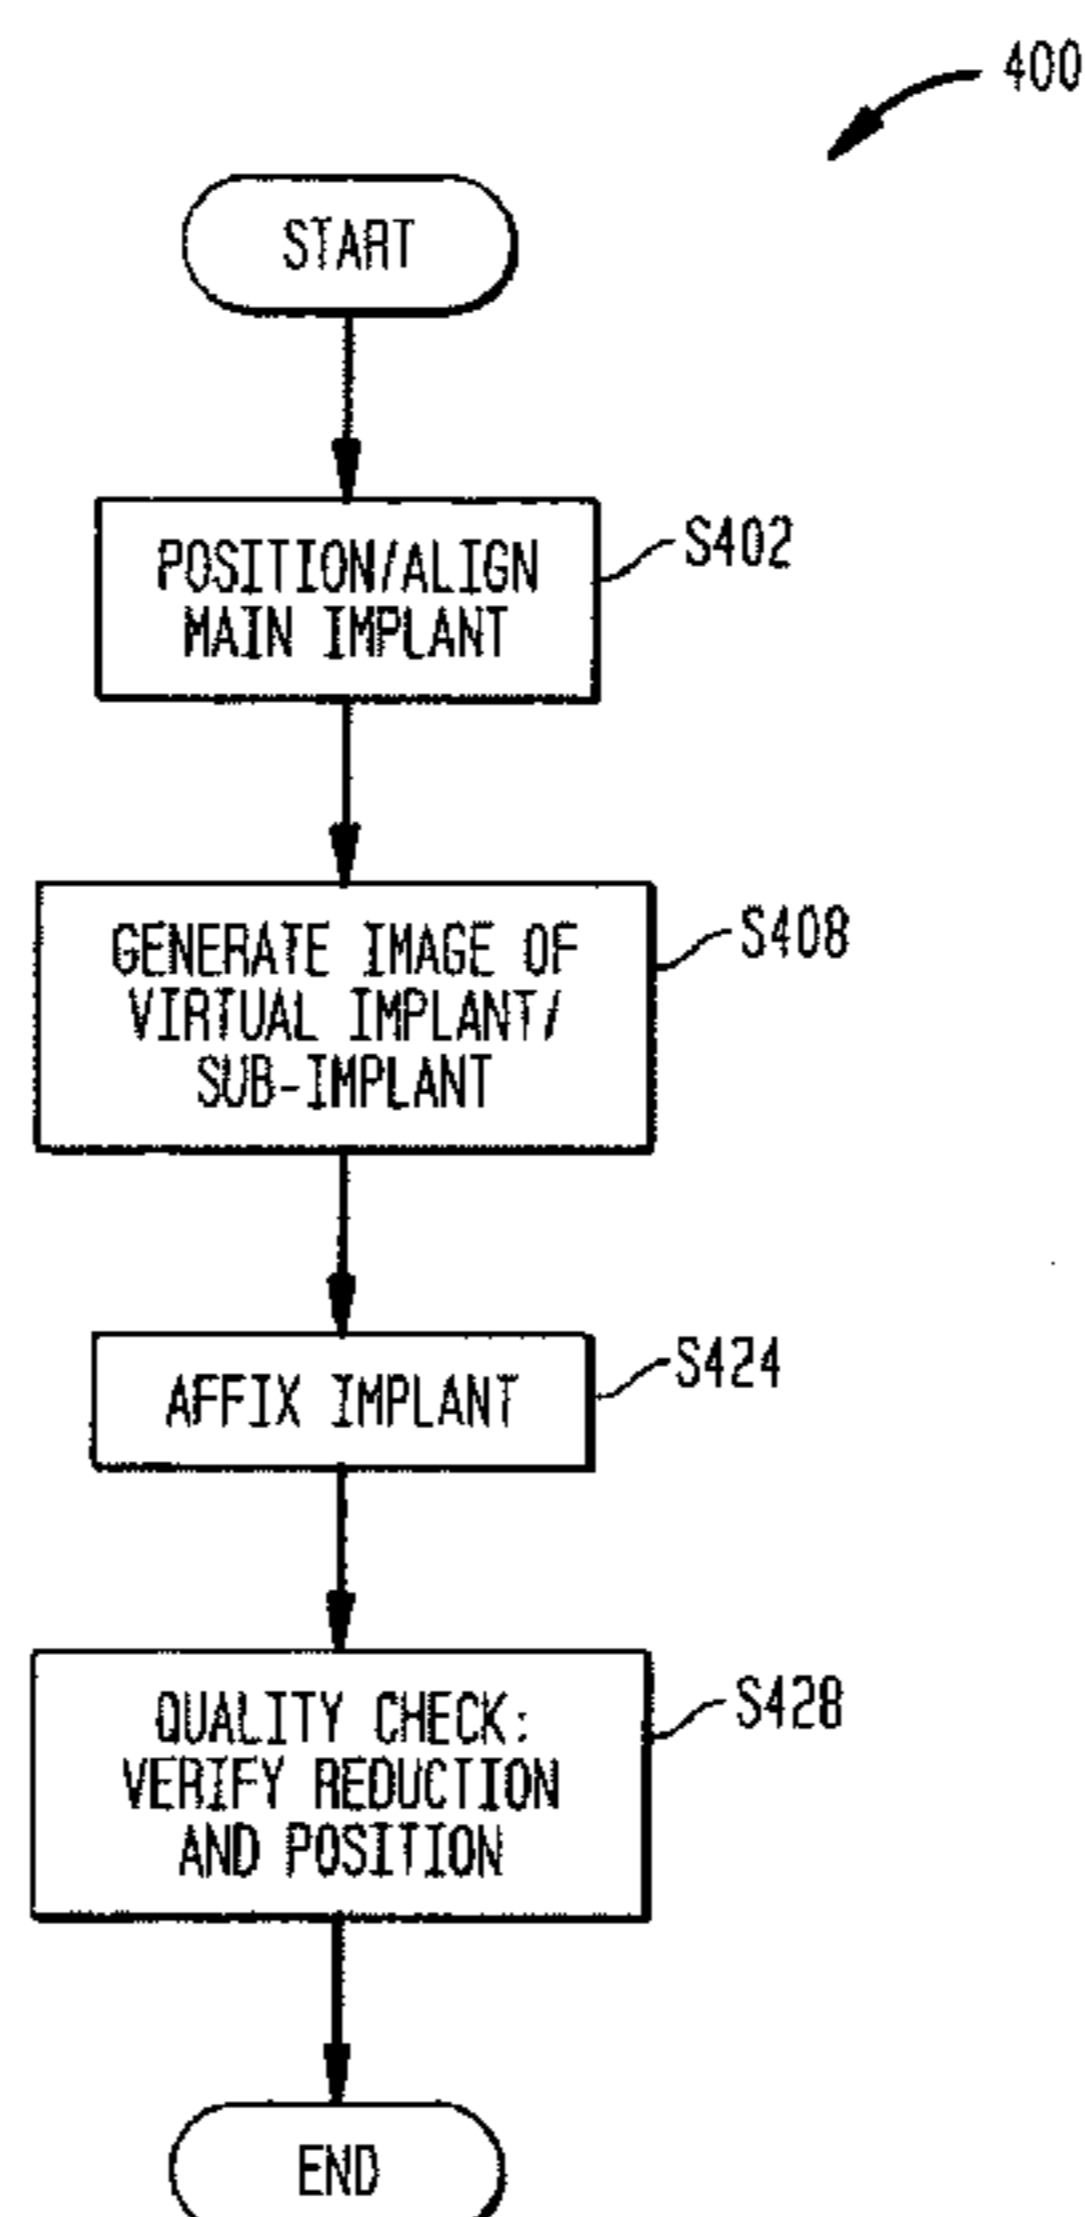 400
START
POSITION/ALIGN
MAIN IMPLANT
S402
GENERATE IMAGE OF
VIRTUAL IMPLANT/
SUB-IMPLANT
S408
AFFIX IMPLANT
S424
QUALITY CHECK:
VERIFY REDUCTION
AND POSITION
S428
END